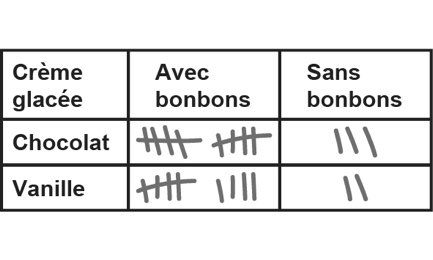 Crème glacée
Avec bonbons
Sans bonbons
Chocolat
Vanille